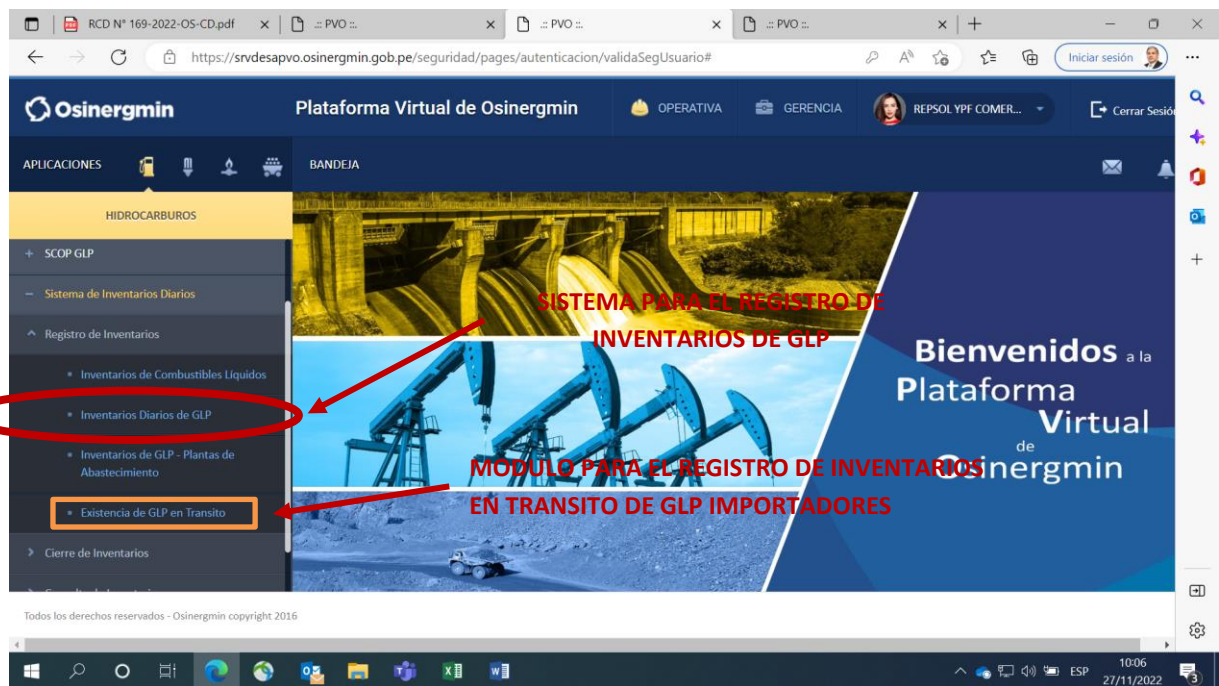 RCD N° 169-2022-OS-CD.pdf
.:: PVO ::.
.:: PVO ::.
.:: PVO ::.
https://srvdesapvo.osinergmin.gob.pe/seguridad/pages/autenticacion/validaSegUsuario#
Iniciar sesión
Osinergmin
Plataforma Virtual de Osinergmin
OPERATIVA
GERENCIA
REPSOL YPF COMER...
Cerrar Sesió
APLICACIONES
BANDEJA
HIDROCARBUROS
+ SCOP GLP
− Sistema de Inventarios Diarios
Registro de Inventarios
Inventarios de Combustibles Líquidos
Inventarios Diarios de GLP
Inventarios de GLP - Plantas de
Abastecimiento
Existencia de GLP en Transito
Cierre de Inventarios
SISTEMA PARA EL REGISTRO DE
INVENTARIOS DE GLP
MODULO PARA EL REGISTRO DE INVENTARIOS
EN TRANSITO DE GLP IMPORTADORES
Bienvenidos a la
Plataforma
Virtual
de
Osinergmin
Todos los derechos reservados - Osinergmin copyright 2016
ESP
10:06
27/11/2022
3